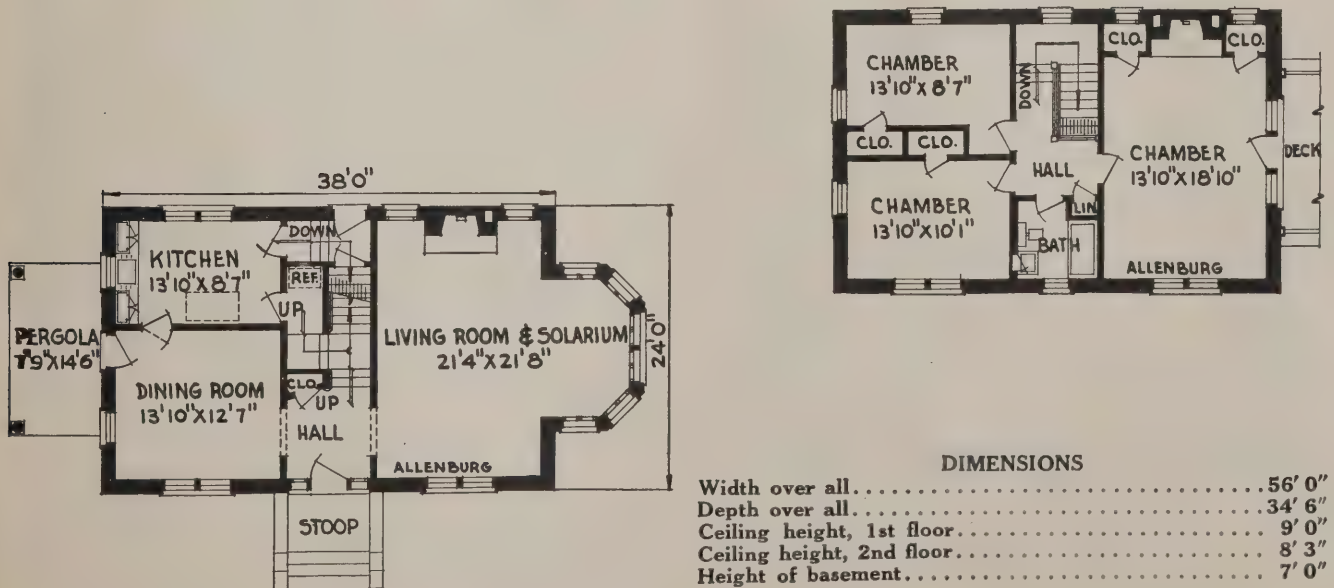 38'0"
DOWN
KITCHEN
13'10"X8'7"
REF.
UP
PERGOLA
7'9"X14'6"
LIVING ROOM & SOLARIUM
21'4"X21'8"
24'0"
DINING ROOM
13'10"X12'7"
CLO.
UP
HALL
ALLENBURG
STOOP
CHAMBER
13'10"X8'7"
DOWN
CLO.
CLO.
CLO.
CLO.
HALL
CHAMBER
13'10"X18'10"
DECK
CHAMBER
13'10"X10'1"
LIN.
BATH
ALLENBURG
DIMENSIONS
Width over all........................................56' 0"
Depth over all........................................34' 6"
Ceiling height, 1st floor.............................9' 0"
Ceiling height, 2nd floor.............................8' 3"
Height of basement....................................7' 0"